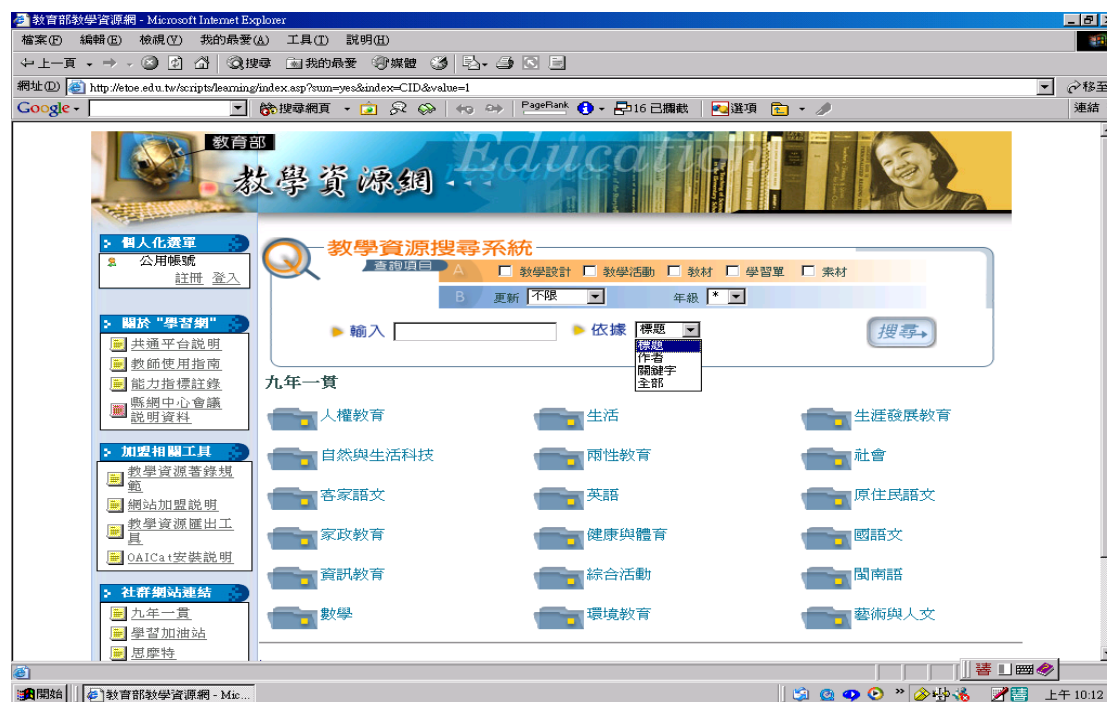 教育部教學資源網 - Microsoft Internet Explorer
檔案(F) 編輯(E) 檢視(V) 我的最愛(A) 工具(T) 說明(H)
上一頁 搜尋 我的最愛 媒體
網址(D) http://etoe.edu.tw/scripts/learning/index.asp?sum=yes&index=CID&value=1 移至
Google 搜尋網頁 PageRank 16 已攔截 選項 連結
教育部
Education
教學資源網
個人化選單
公用帳號
註冊 登入
關於"學習網"
共通平台說明
教師使用指南
能力指標註錄
縣網中心會議
說明資料
加盟相關工具
教學資源著錄規
範
網站加盟說明
教學資源匯出工
具
OAICat安裝說明
社群網站連結
九年一貫
學習加油站
思摩特
教學資源搜尋系統
查詢項目 A 教學設計 教學活動 教材 學習單 素材
B 更新 不限 年級 *
輸入 依據 標題 搜尋
標題
作者
關鍵字
全部
九年一貫
人權教育 生活 生涯發展教育
自然與生活科技 兩性教育 社會
客家語文 英語 原住民語文
家政教育 健康與體育 國語文
資訊教育 綜合活動 閩南語
數學 環境教育 藝術與人文
開始 教育部教學資源網 - Mic... 上午 10:12